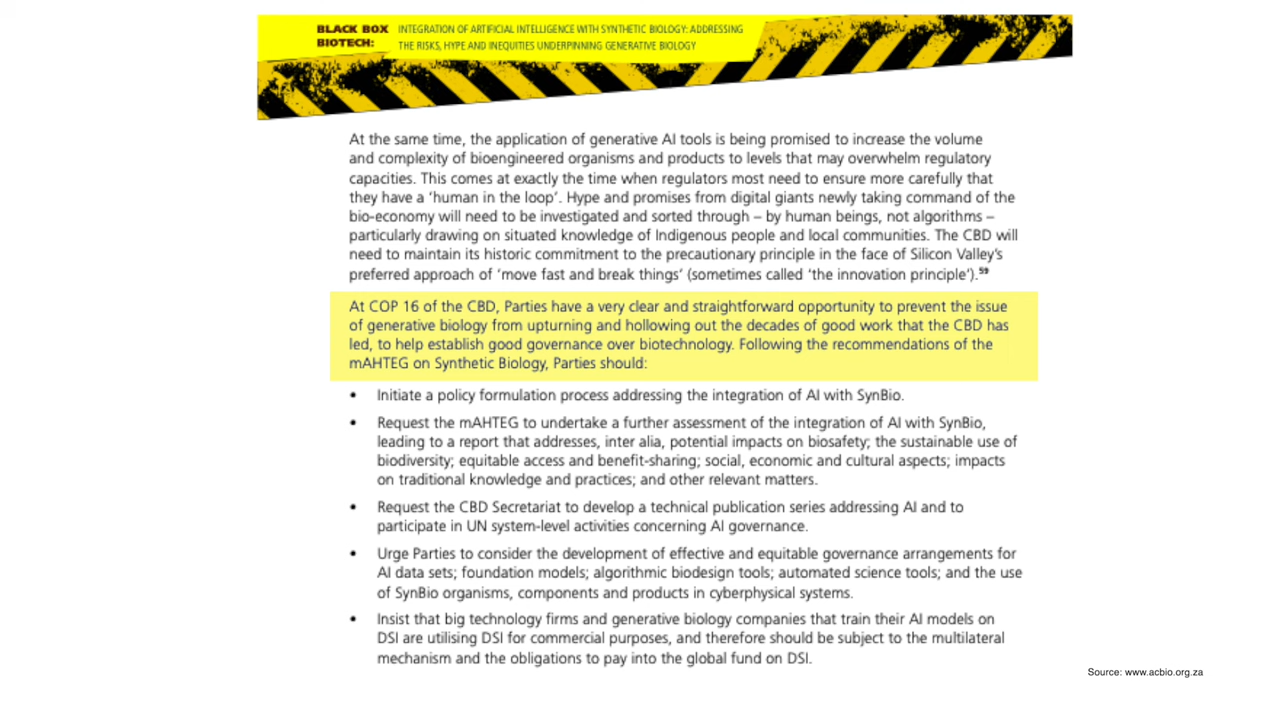 BLACK BOX BIOTECH: INTEGRATION OF ARTIFICIAL INTELLIGENCE WITH SYNTHETIC BIOLOGY: ADDRESSING
THE RISKS, HYPE AND INEQUITIES UNDERPINNING GENERATIVE BIOLOGY
At the same time, the application of generative AI tools is being promised to increase the volume
and complexity of bioengineered organisms and products to levels that may overwhelm regulatory
capacities. This comes at exactly the time when regulators most need to ensure more carefully that
they have a ‘human in the loop’. Hype and promises from digital giants newly taking command of the
bio-economy will need to be investigated and sorted through – by human beings, not algorithms –
particularly drawing on situated knowledge of Indigenous people and local communities. The CBD will
need to maintain its historic commitment to the precautionary principle in the face of Silicon Valley’s
preferred approach of ‘move fast and break things’ (sometimes called ‘the innovation principle’).59
At COP 16 of the CBD, Parties have a very clear and straightforward opportunity to prevent the issue
of generative biology from upturning and hollowing out the decades of good work that the CBD has
led, to help establish good governance over biotechnology. Following the recommendations of the
mAHTEG on Synthetic Biology, Parties should:
• Initiate a policy formulation process addressing the integration of AI with SynBio.
• Request the mAHTEG to undertake a further assessment of the integration of AI with SynBio,
leading to a report that addresses, inter alia, potential impacts on biosafety; the sustainable use of
biodiversity; equitable access and benefit-sharing; social, economic and cultural aspects; impacts
on traditional knowledge and practices; and other relevant matters.
• Request the CBD Secretariat to develop a technical publication series addressing AI and to
participate in UN system-level activities concerning AI governance.
• Urge Parties to consider the development of effective and equitable governance arrangements for
AI data sets; foundation models; algorithmic biodesign tools; automated science tools; and the use
of SynBio organisms, components and products in cyberphysical systems.
• Insist that big technology firms and generative biology companies that train their AI models on
DSI are utilising DSI for commercial purposes, and therefore should be subject to the multilateral
mechanism and the obligations to pay into the global fund on DSI.
Source: www.acbio.org.za